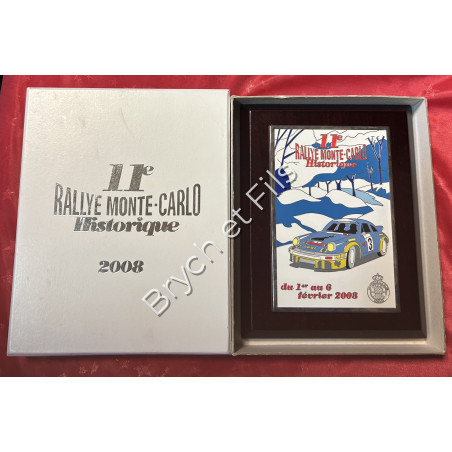 11e
RALLYE MONTE-CARLO
Historique
2008
11e
RALLYE MONTE-CARLO
Historique
3
du 1er au 6
février 2008
Brych et Fils